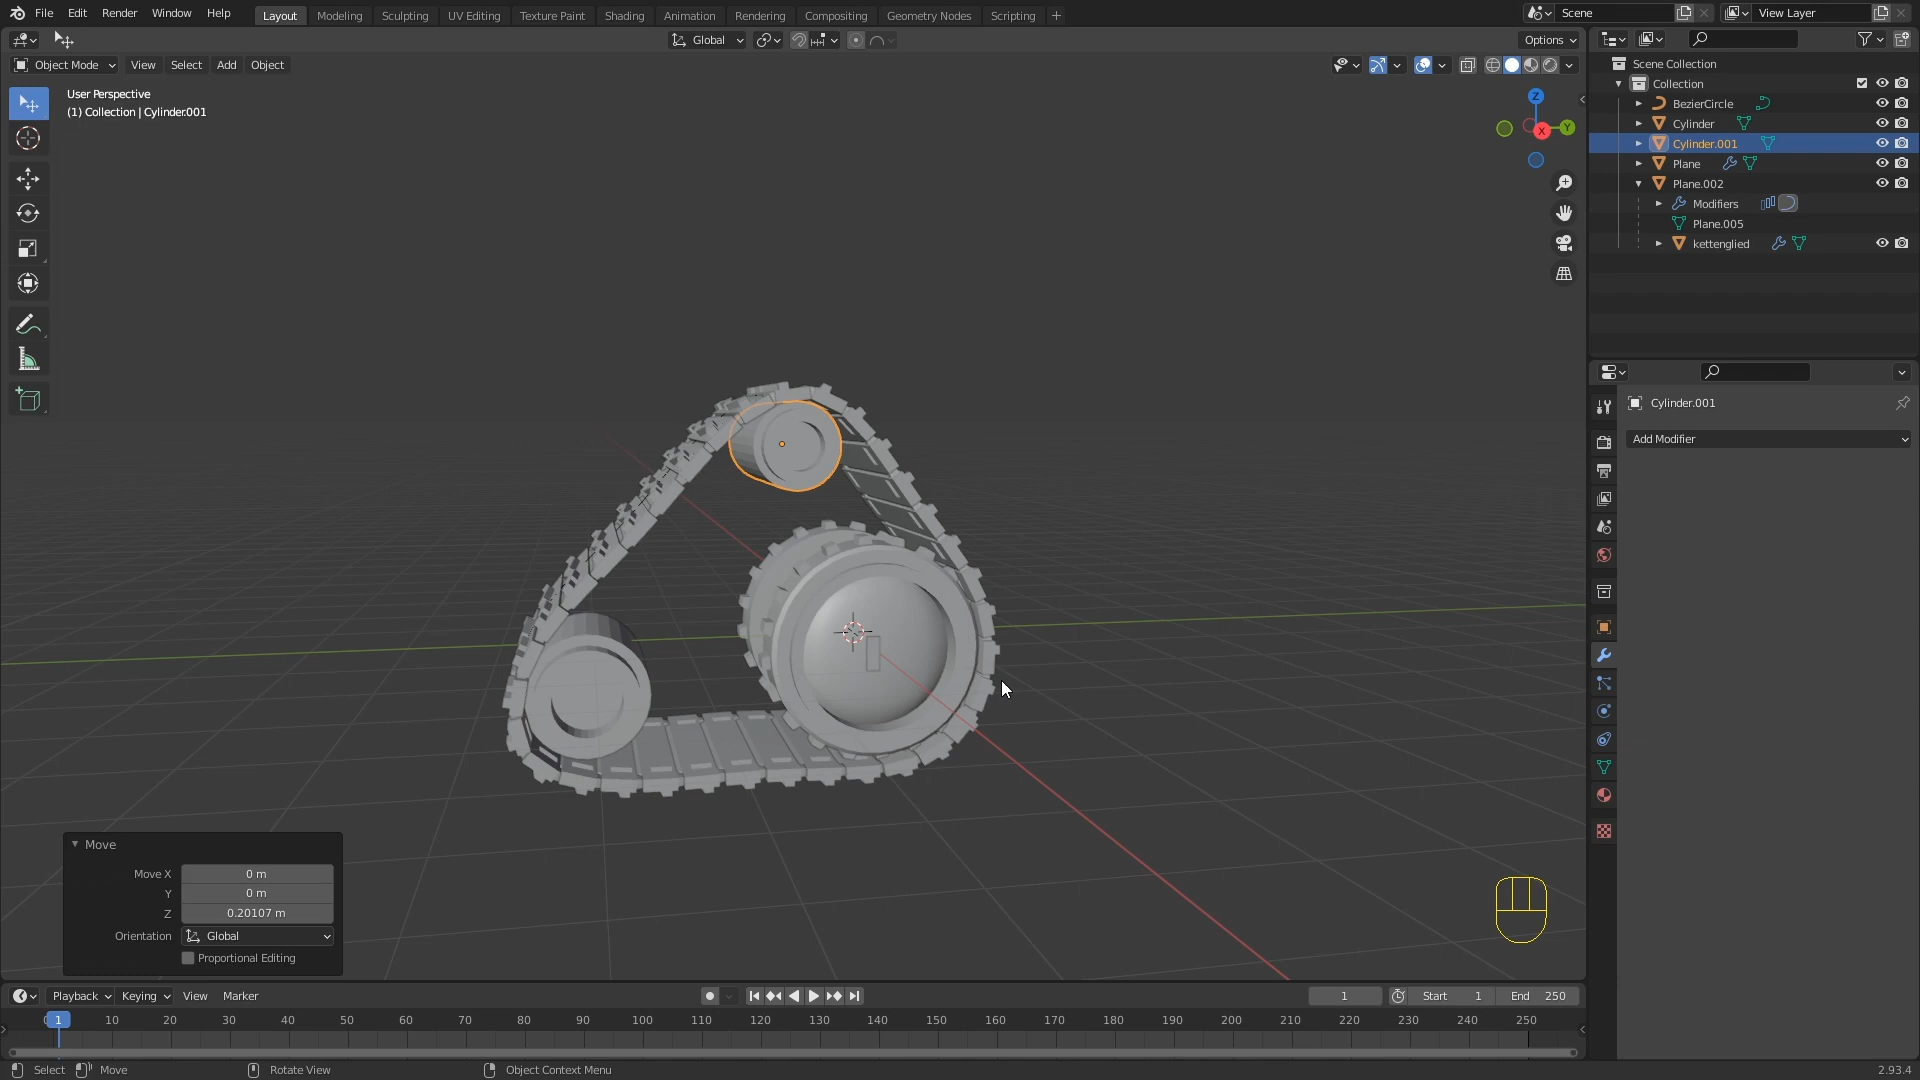 File Edit Render Window Help Layout Modeling Sculpting UV Editing Texture Paint Shading Animation Rendering Compositing Geometry Nodes Scripting + Scene View Layer
Global Options
Object Mode View Select Add Object
User Perspective
(1) Collection | Cylinder.001
Z
Y
X
Scene Collection
Collection
BezierCircle
Cylinder
Cylinder.001
Plane
Plane.002
Modifiers
Plane.005
kettenglied
Cylinder.001
Add Modifier
Move
Move X 0 m
Y 0 m
Z 0.20107 m
Orientation Global
Proportional Editing
Playback Keying View Marker 1 Start 1 End 250
1 10 20 30 40 50 60 70 80 90 100 110 120 130 140 150 160 170 180 190 200 210 220 230 240 250
Select Move Rotate View Object Context Menu 2.93.4